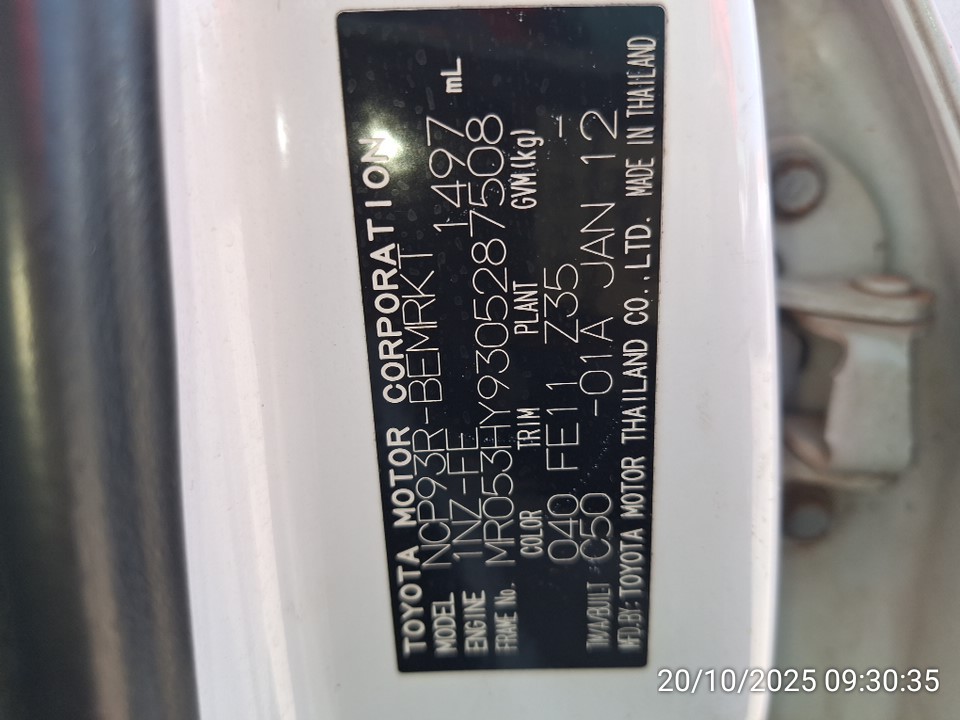 TOYOTA MOTOR CORPORATION
MODEL NCP93R-BEMRKT
ENGINE 1NZ-FE 1497 mL
FRAME No. MR053HY9305287508
COLOR TRIM PLANT GVM(kg)
040 FE11 Z35 -
T/M/A/BUILT C50 -01A JAN 12
MFD.BY: TOYOTA MOTOR THAILAND CO.,LTD. MADE IN THAILAND
20/10/2025 09:30:35